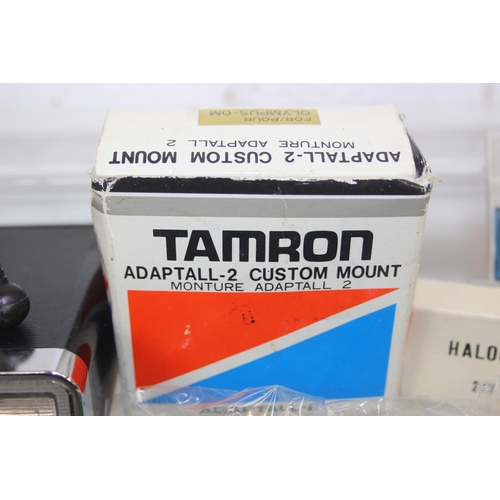 FOR/POUR
OLYMPUS-OM
ADAPTALL-2 CUSTOM MOUNT
MONTURE ADAPTALL 2
TAMRON
ADAPTALL-2 CUSTOM MOUNT
MONTURE ADAPTALL 2
HALO